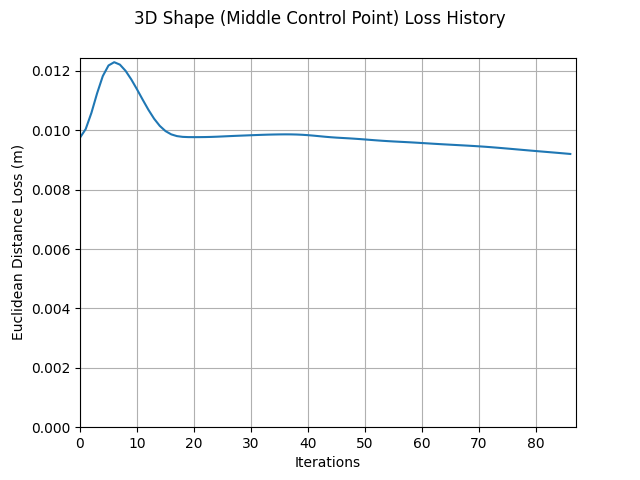 3D Shape (Middle Control Point) Loss History
0.012
0.010
0.008
0.006
0.004
0.002
0.000
Euclidean Distance Loss (m)
0 10 20 30 40 50 60 70 80
Iterations